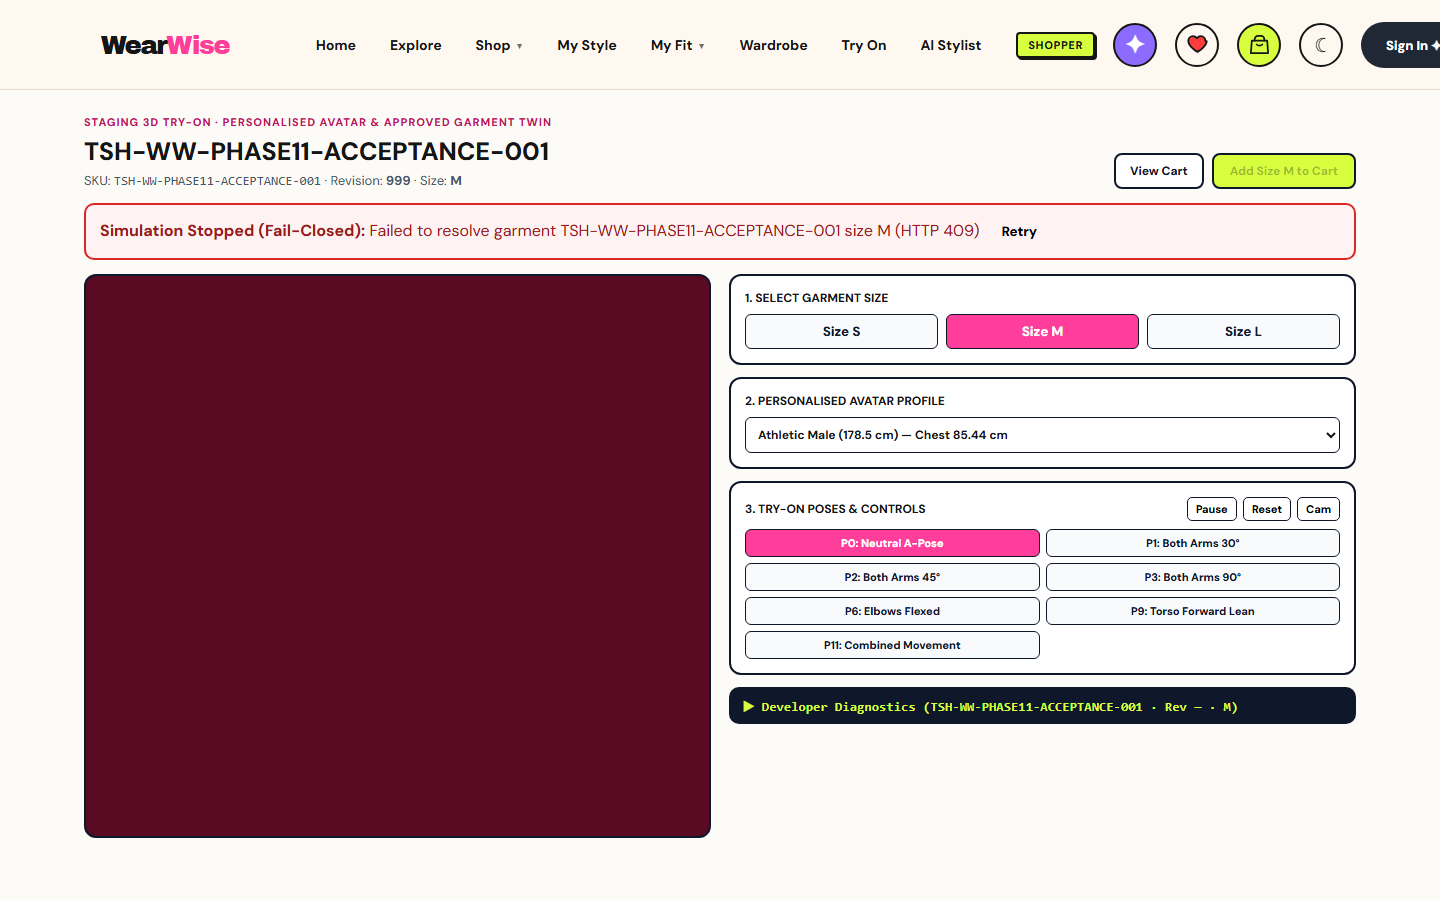 WearWise
Home
Explore
Shop ▾
My Style
My Fit ▾
Wardrobe
Try On
AI Stylist
SHOPPER
Sign In ✦
STAGING 3D TRY-ON · PERSONALISED AVATAR & APPROVED GARMENT TWIN
TSH-WW-PHASE11-ACCEPTANCE-001
SKU: TSH-WW-PHASE11-ACCEPTANCE-001 · Revision: 999 · Size: M
View Cart
Add Size M to Cart
Simulation Stopped (Fail-Closed): Failed to resolve garment TSH-WW-PHASE11-ACCEPTANCE-001 size M (HTTP 409)
Retry
1. SELECT GARMENT SIZE
Size S
Size M
Size L
2. PERSONALISED AVATAR PROFILE
Athletic Male (178.5 cm) — Chest 85.44 cm
3. TRY-ON POSES & CONTROLS
Pause
Reset
Cam
P0: Neutral A-Pose
P1: Both Arms 30°
P2: Both Arms 45°
P3: Both Arms 90°
P6: Elbows Flexed
P9: Torso Forward Lean
P11: Combined Movement
▶ Developer Diagnostics (TSH-WW-PHASE11-ACCEPTANCE-001 · Rev — · M)